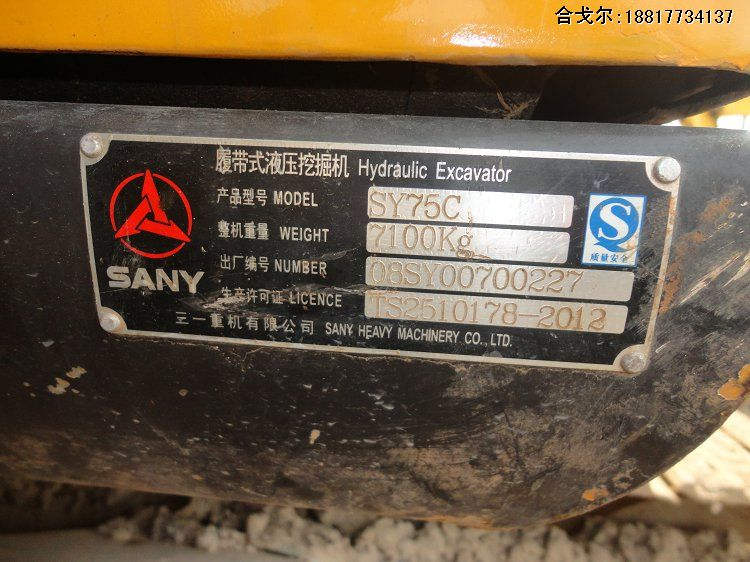 合戈尔:18817734137
履带式液压挖掘机 Hydraulic Excavator
产品型号 MODEL SY75C
整机重量 WEIGHT 7100Kg
出厂编号 NUMBER 08SY00700227
生产许可证 LICENCE TS2510178-2012
三一重机有限公司 SANY HEAVY MACHINERY CO., LTD.
SANY
质量安全